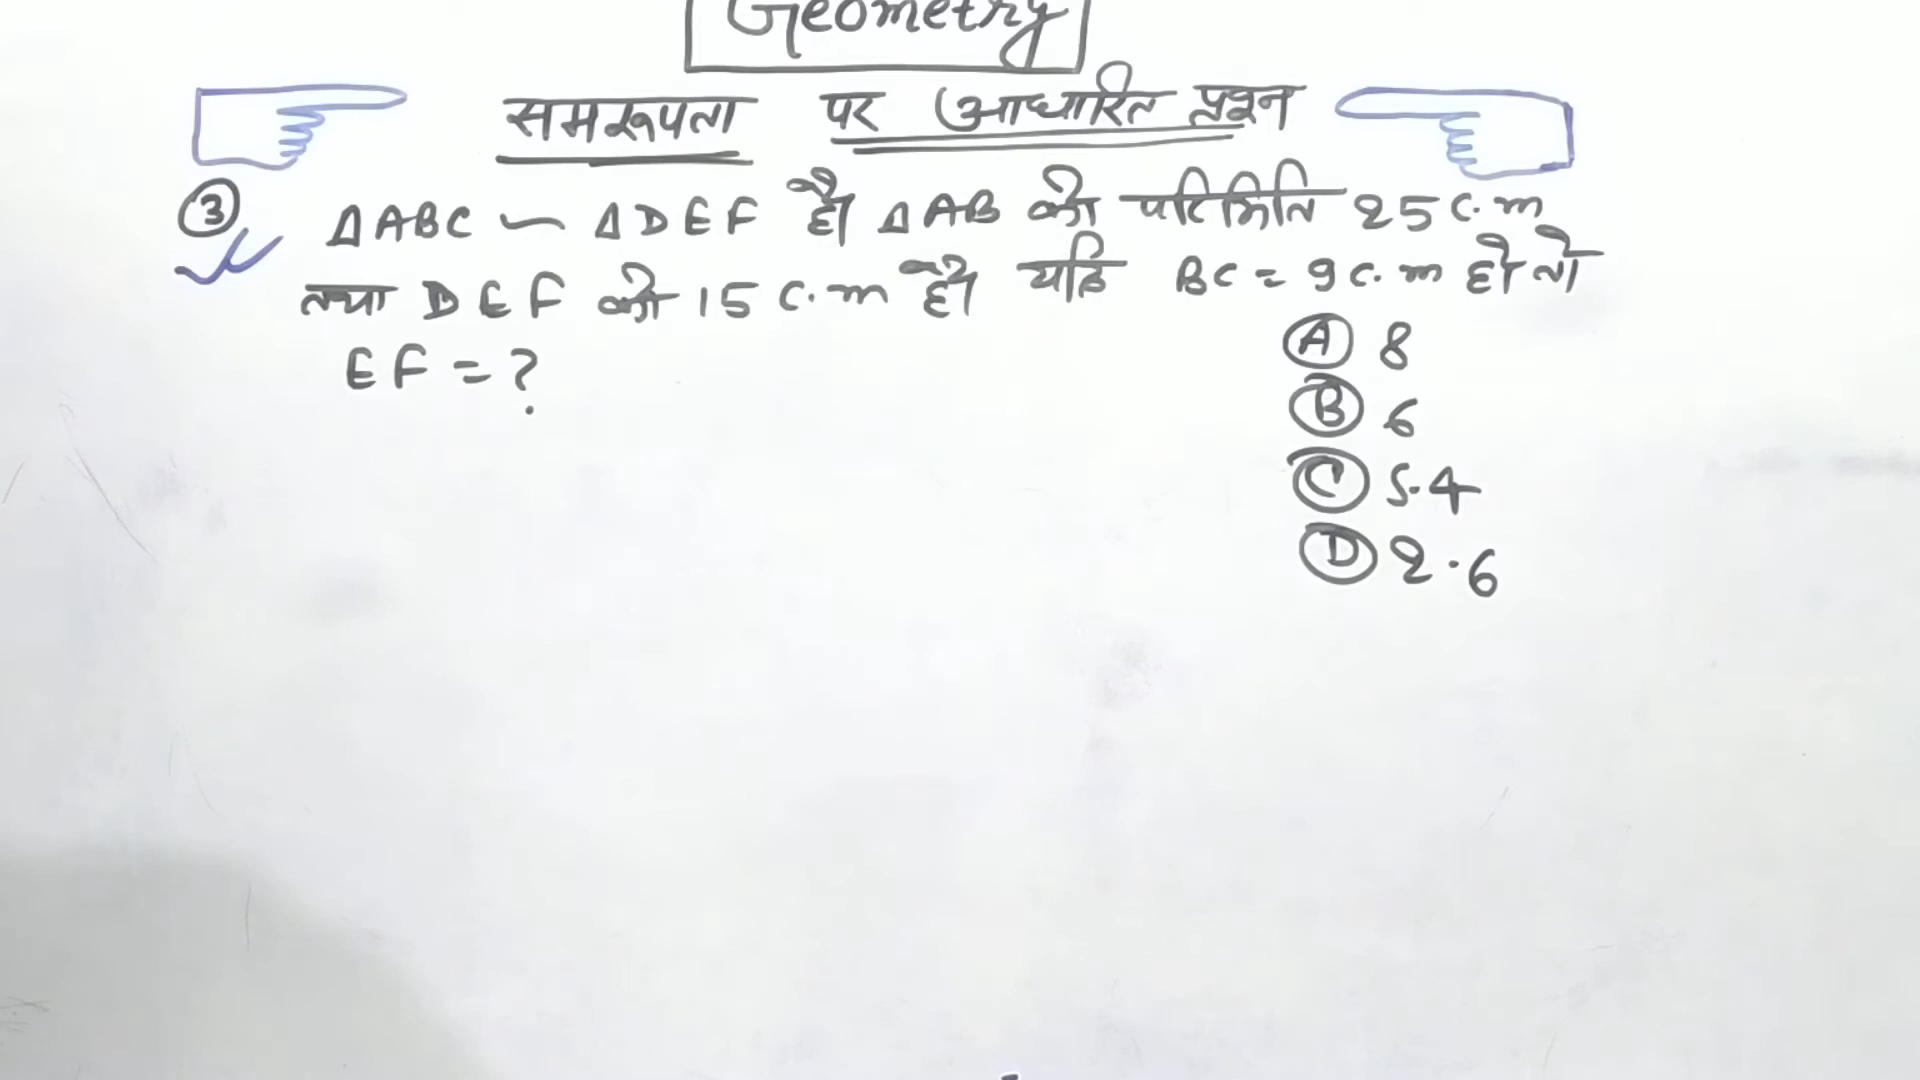 Geometry
समरूपता पर आधारित प्रश्न
③ ΔABC ∼ ΔDEF है। ΔAB की परिमिति 25 c.m
तथा DEF की 15 c.m है। यदि BC = 9 c.m हो तो
EF = ?
Ⓐ 8
Ⓑ 6
Ⓒ 5.4
Ⓓ 2.6